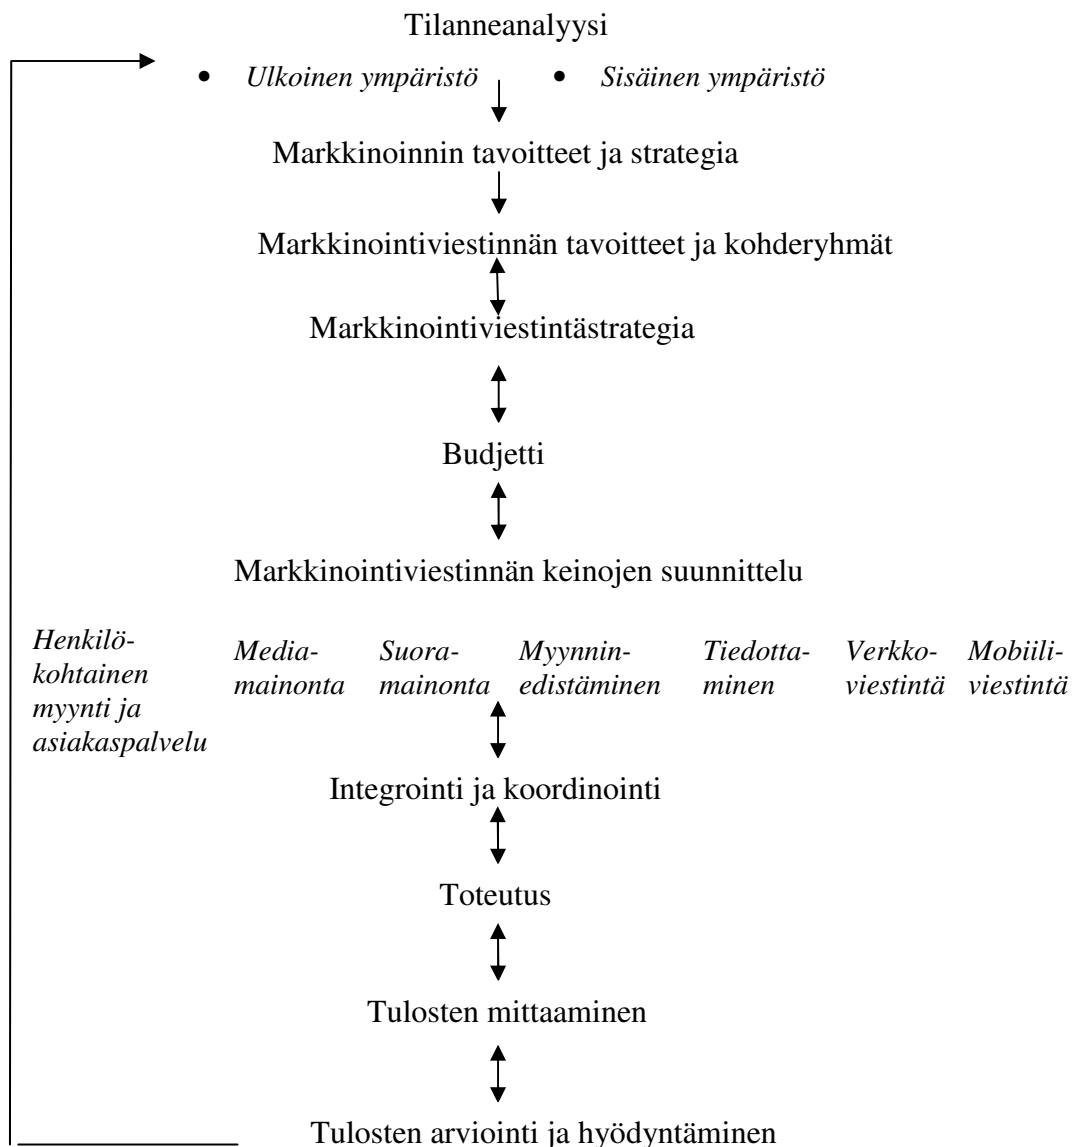 Tilanneanalyysi
• Ulkoinen ympäristö • Sisäinen ympäristö
Markkinoinnin tavoitteet ja strategia
Markkinointiviestinnän tavoitteet ja kohderyhmät
Markkinointiviestintästrategia
Budjetti
Markkinointiviestinnän keinojen suunnittelu
Henkilö-
kohtainen
myynti ja
asiakaspalvelu
Media-
mainonta
Suora-
mainonta
Myynnin-
edistäminen
Tiedotta-
minen
Verkko-
viestintä
Mobiili-
viestintä
Integrointi ja koordinointi
Toteutus
Tulosten mittaaminen
Tulosten arviointi ja hyödyntäminen